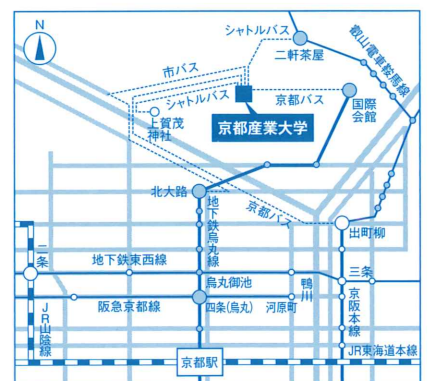 N
シャトルバス
二軒茶屋
叡山電車鞍馬線
市バス
シャトルバス
京都バス
国際
会館
上賀茂
神社
京都産業大学
北大路
京都バス
地下鉄烏丸線
出町柳
二条
地下鉄東西線
烏丸御池
鴨川
三条
JR山陰線
阪急京都線
四条(烏丸)
河原町
京阪本線
京都駅
JR東海道本線